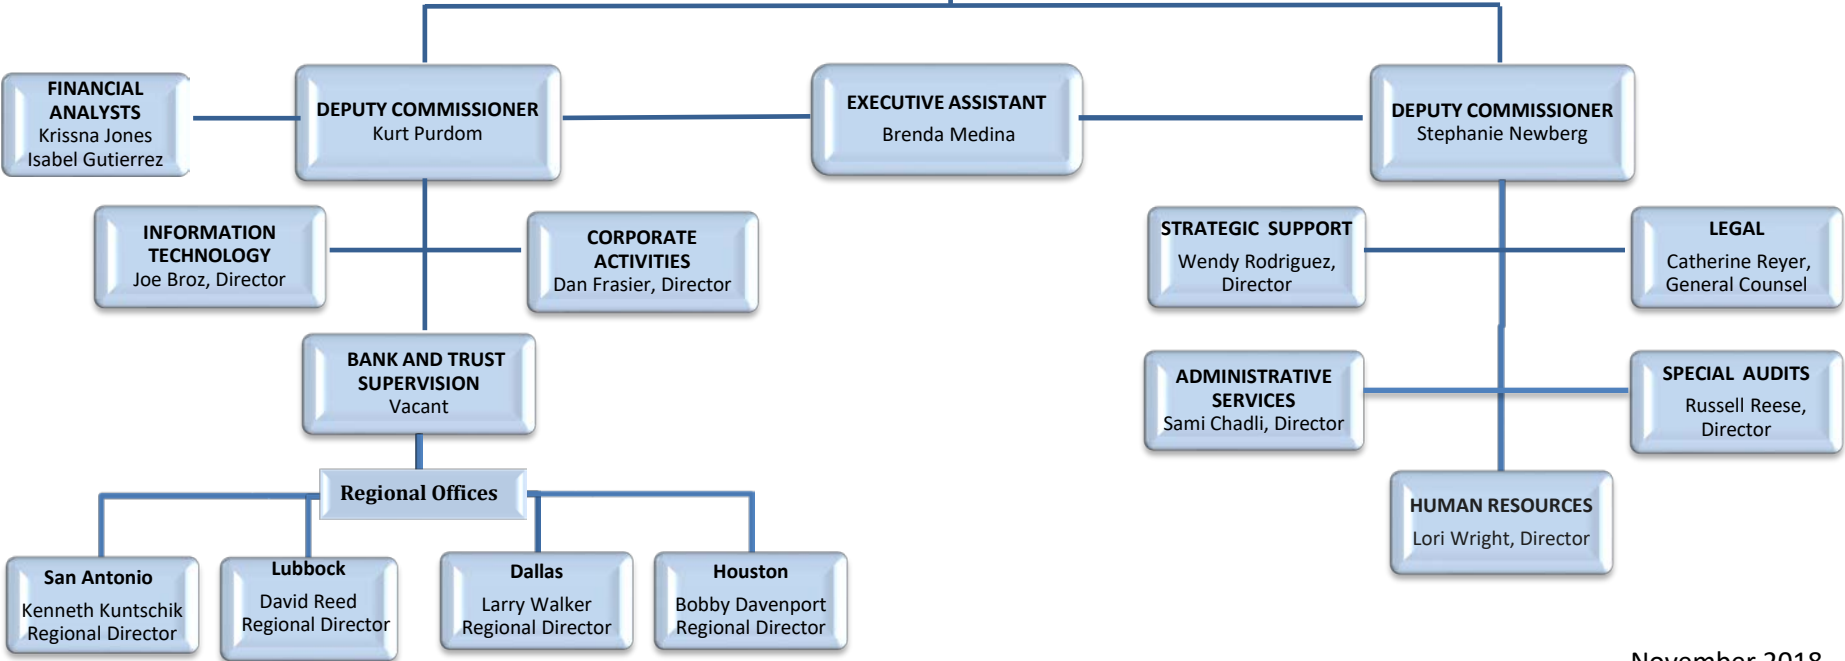 FINANCIAL
ANALYSTS
Krissna Jones
Isabel Gutierrez
DEPUTY COMMISSIONER
Kurt Purdom
EXECUTIVE ASSISTANT
Brenda Medina
DEPUTY COMMISSIONER
Stephanie Newberg
INFORMATION
TECHNOLOGY
Joe Broz, Director
CORPORATE
ACTIVITIES
Dan Frasier, Director
STRATEGIC SUPPORT
Wendy Rodriguez,
Director
LEGAL
Catherine Reyer,
General Counsel
BANK AND TRUST
SUPERVISION
Vacant
ADMINISTRATIVE
SERVICES
Sami Chadli, Director
SPECIAL AUDITS
Russell Reese,
Director
Regional Offices
HUMAN RESOURCES
Lori Wright, Director
San Antonio
Kenneth Kuntschik
Regional Director
Lubbock
David Reed
Regional Director
Dallas
Larry Walker
Regional Director
Houston
Bobby Davenport
Regional Director
November 2018